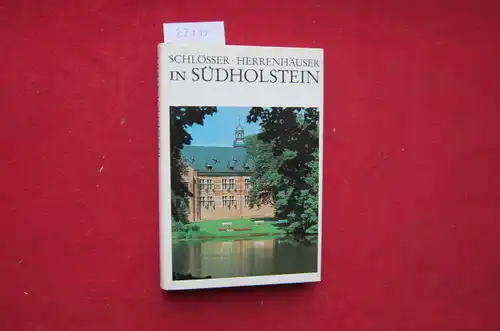 SCHLÖSSER · HERRENHÄUSER
IN SÜDHOLSTEIN